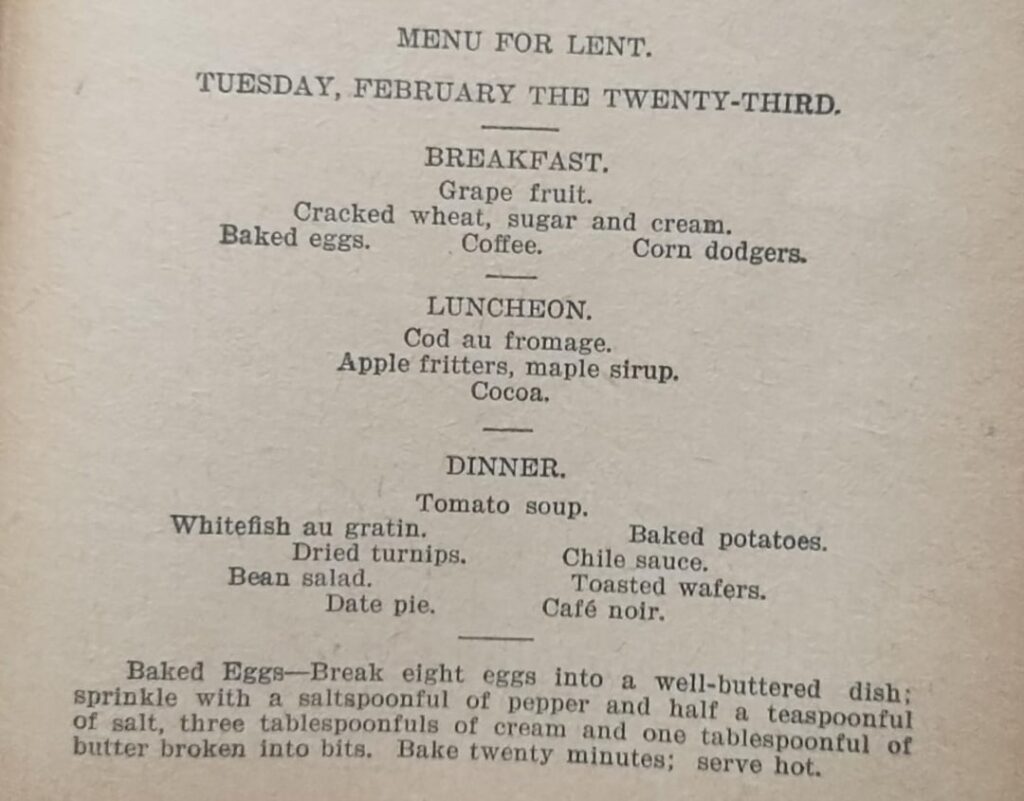 MENU FOR LENT.
TUESDAY, FEBRUARY THE TWENTY-THIRD.
BREAKFAST.
Grape fruit.
Cracked wheat, sugar and cream.
Baked eggs. Coffee. Corn dodgers.
LUNCHEON.
Cod au fromage.
Apple fritters, maple sirup.
Cocoa.
DINNER.
Tomato soup.
Whitefish au gratin. Baked potatoes.
Dried turnips. Chile sauce.
Bean salad. Toasted wafers.
Date pie. Café noir.
Baked Eggs—Break eight eggs into a well-buttered dish;
sprinkle with a saltspoonful of pepper and half a teaspoonful
of salt, three tablespoonfuls of cream and one tablespoonful of
butter broken into bits. Bake twenty minutes; serve hot.